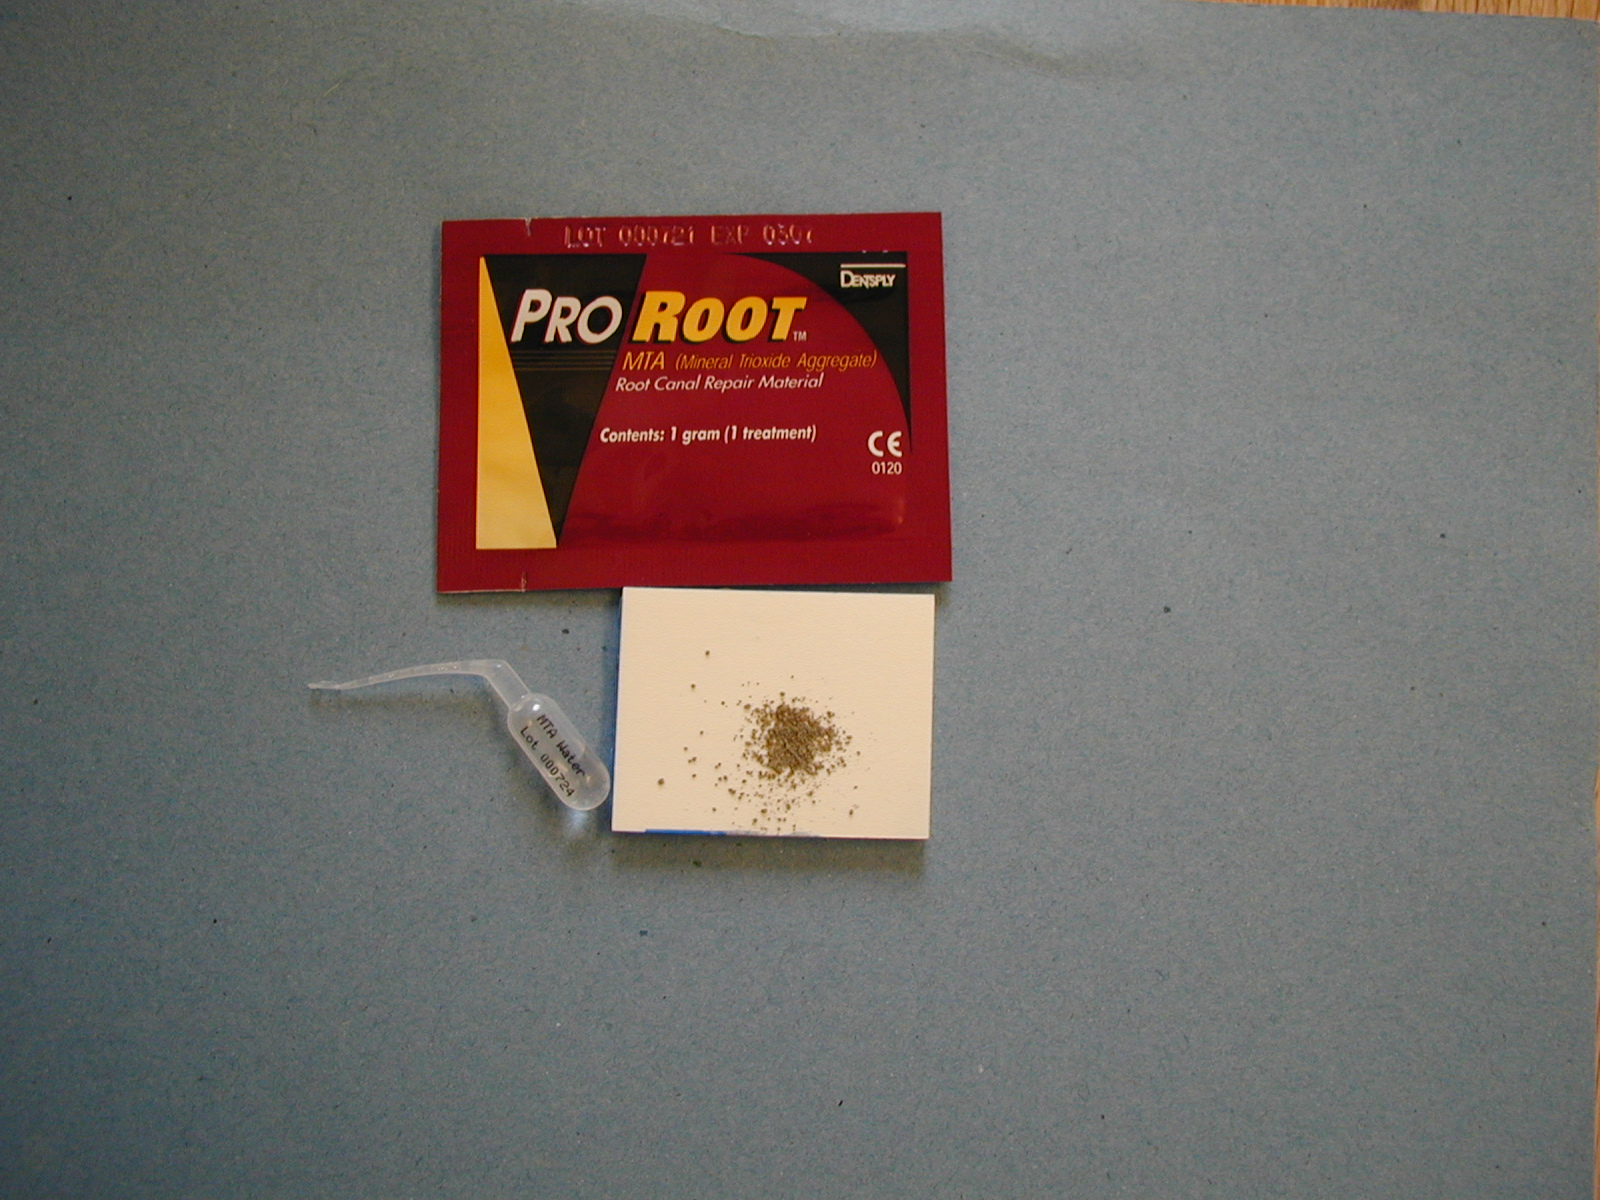 LOT 000721 EXP 0307
DENTSPLY
PRO ROOT™
MTA (Mineral Trioxide Aggregate)
Root Canal Repair Material
Contents: 1 gram (1 treatment)
CE
0120
MTA Water
Lot 000724